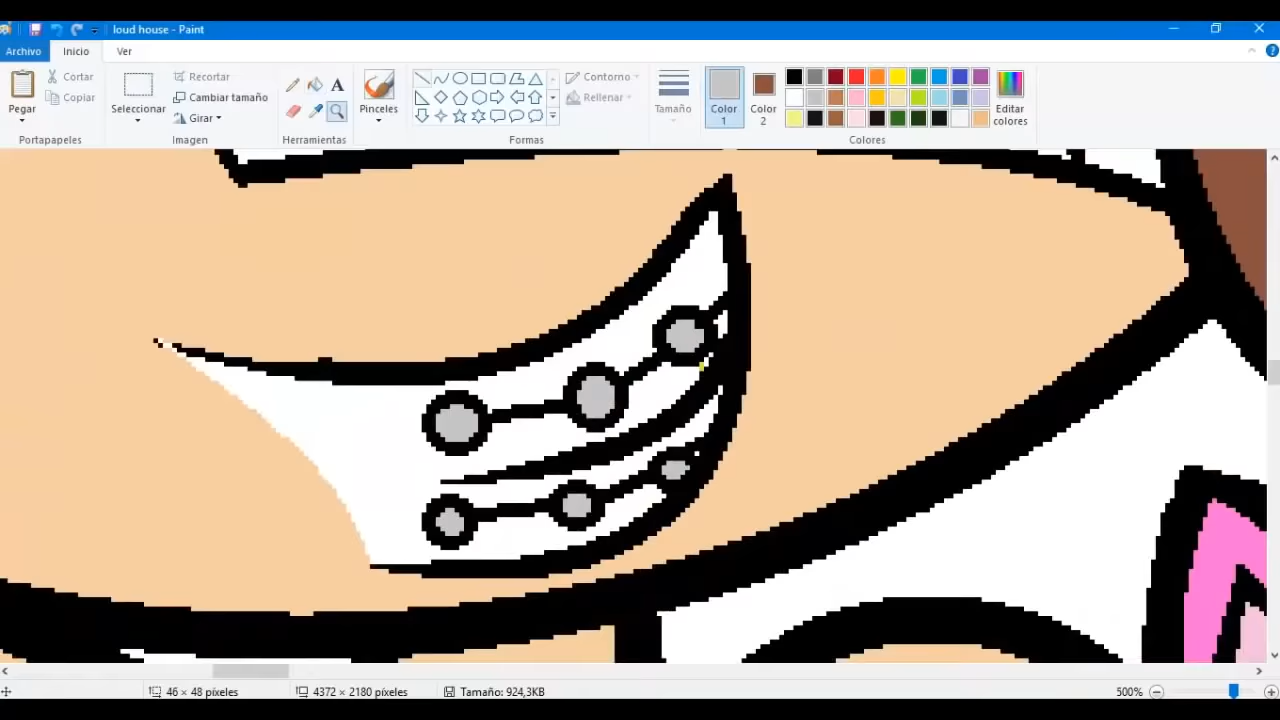 loud house - Paint
Archivo Inicio Ver
Pegar
Cortar
Copiar
Portapapeles
Seleccionar
Recortar
Cambiar tamaño
Girar
Imagen
A
Herramientas
Pinceles
Contorno
Rellenar
Formas
Tamaño
Color 1
Color 2
Editar colores
Colores
46 × 48 píxeles
4372 × 2180 píxeles
Tamaño: 924,3KB
500%